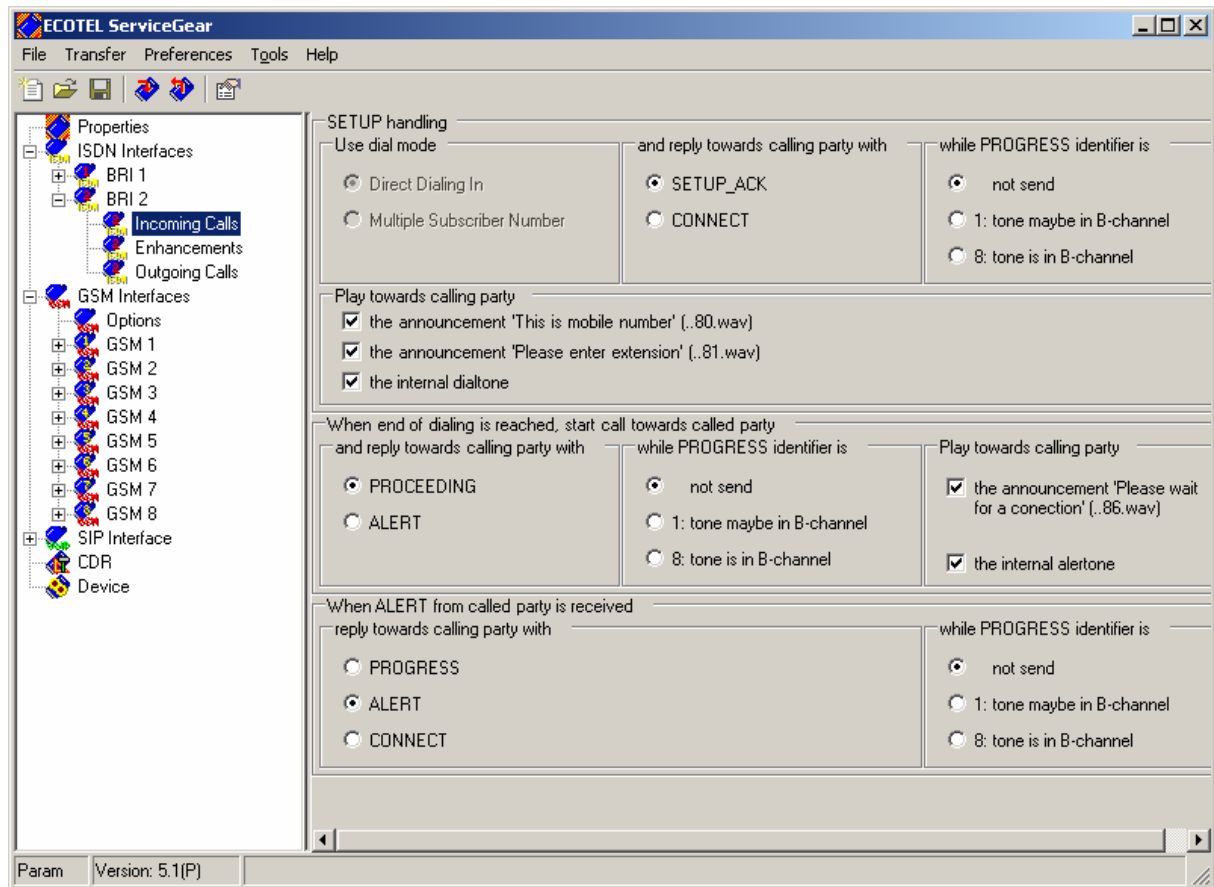 ECOTEL ServiceGear
File Transfer Preferences Tools Help
Properties
ISDN Interfaces
BRI 1
BRI 2
Incoming Calls
Enhancements
Outgoing Calls
GSM Interfaces
Options
GSM 1
GSM 2
GSM 3
GSM 4
GSM 5
GSM 6
GSM 7
GSM 8
SIP Interface
CDR
Device
SETUP handling
Use dial mode
Direct Dialing In
Multiple Subscriber Number
and reply towards calling party with
SETUP_ACK
CONNECT
while PROGRESS identifier is
not send
1: tone maybe in B-channel
8: tone is in B-channel
Play towards calling party
the announcement 'This is mobile number' (..80.wav)
the announcement 'Please enter extension' (..81.wav)
the internal dialtone
When end of dialing is reached, start call towards called party
and reply towards calling party with
PROCEEDING
ALERT
while PROGRESS identifier is
not send
1: tone maybe in B-channel
8: tone is in B-channel
Play towards calling party
the announcement 'Please wait
for a conection' (..86.wav)
the internal alertone
When ALERT from called party is received
reply towards calling party with
PROGRESS
ALERT
CONNECT
while PROGRESS identifier is
not send
1: tone maybe in B-channel
8: tone is in B-channel
Param Version: 5.1(P)